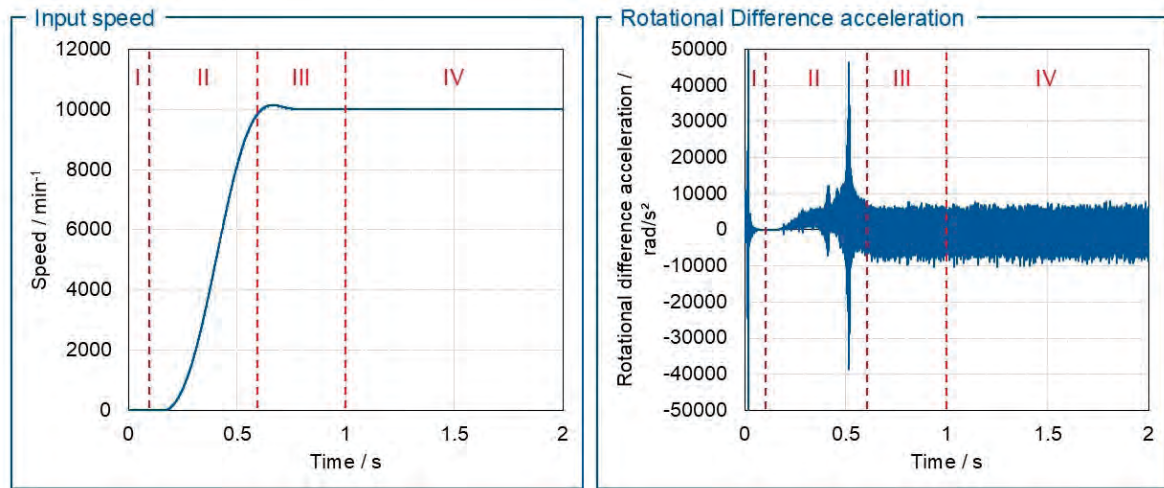 Input speed
12000
10000
8000
6000
4000
2000
0
Speed / min⁻¹
I
II
III
IV
0
0.5
1
1.5
2
Time / s
Rotational Difference acceleration
50000
40000
30000
20000
10000
0
-10000
-20000
-30000
-40000
-50000
Rotational difference acceleration /
rad/s²
I
II
III
IV
0
0.5
1
1.5
2
Time / s